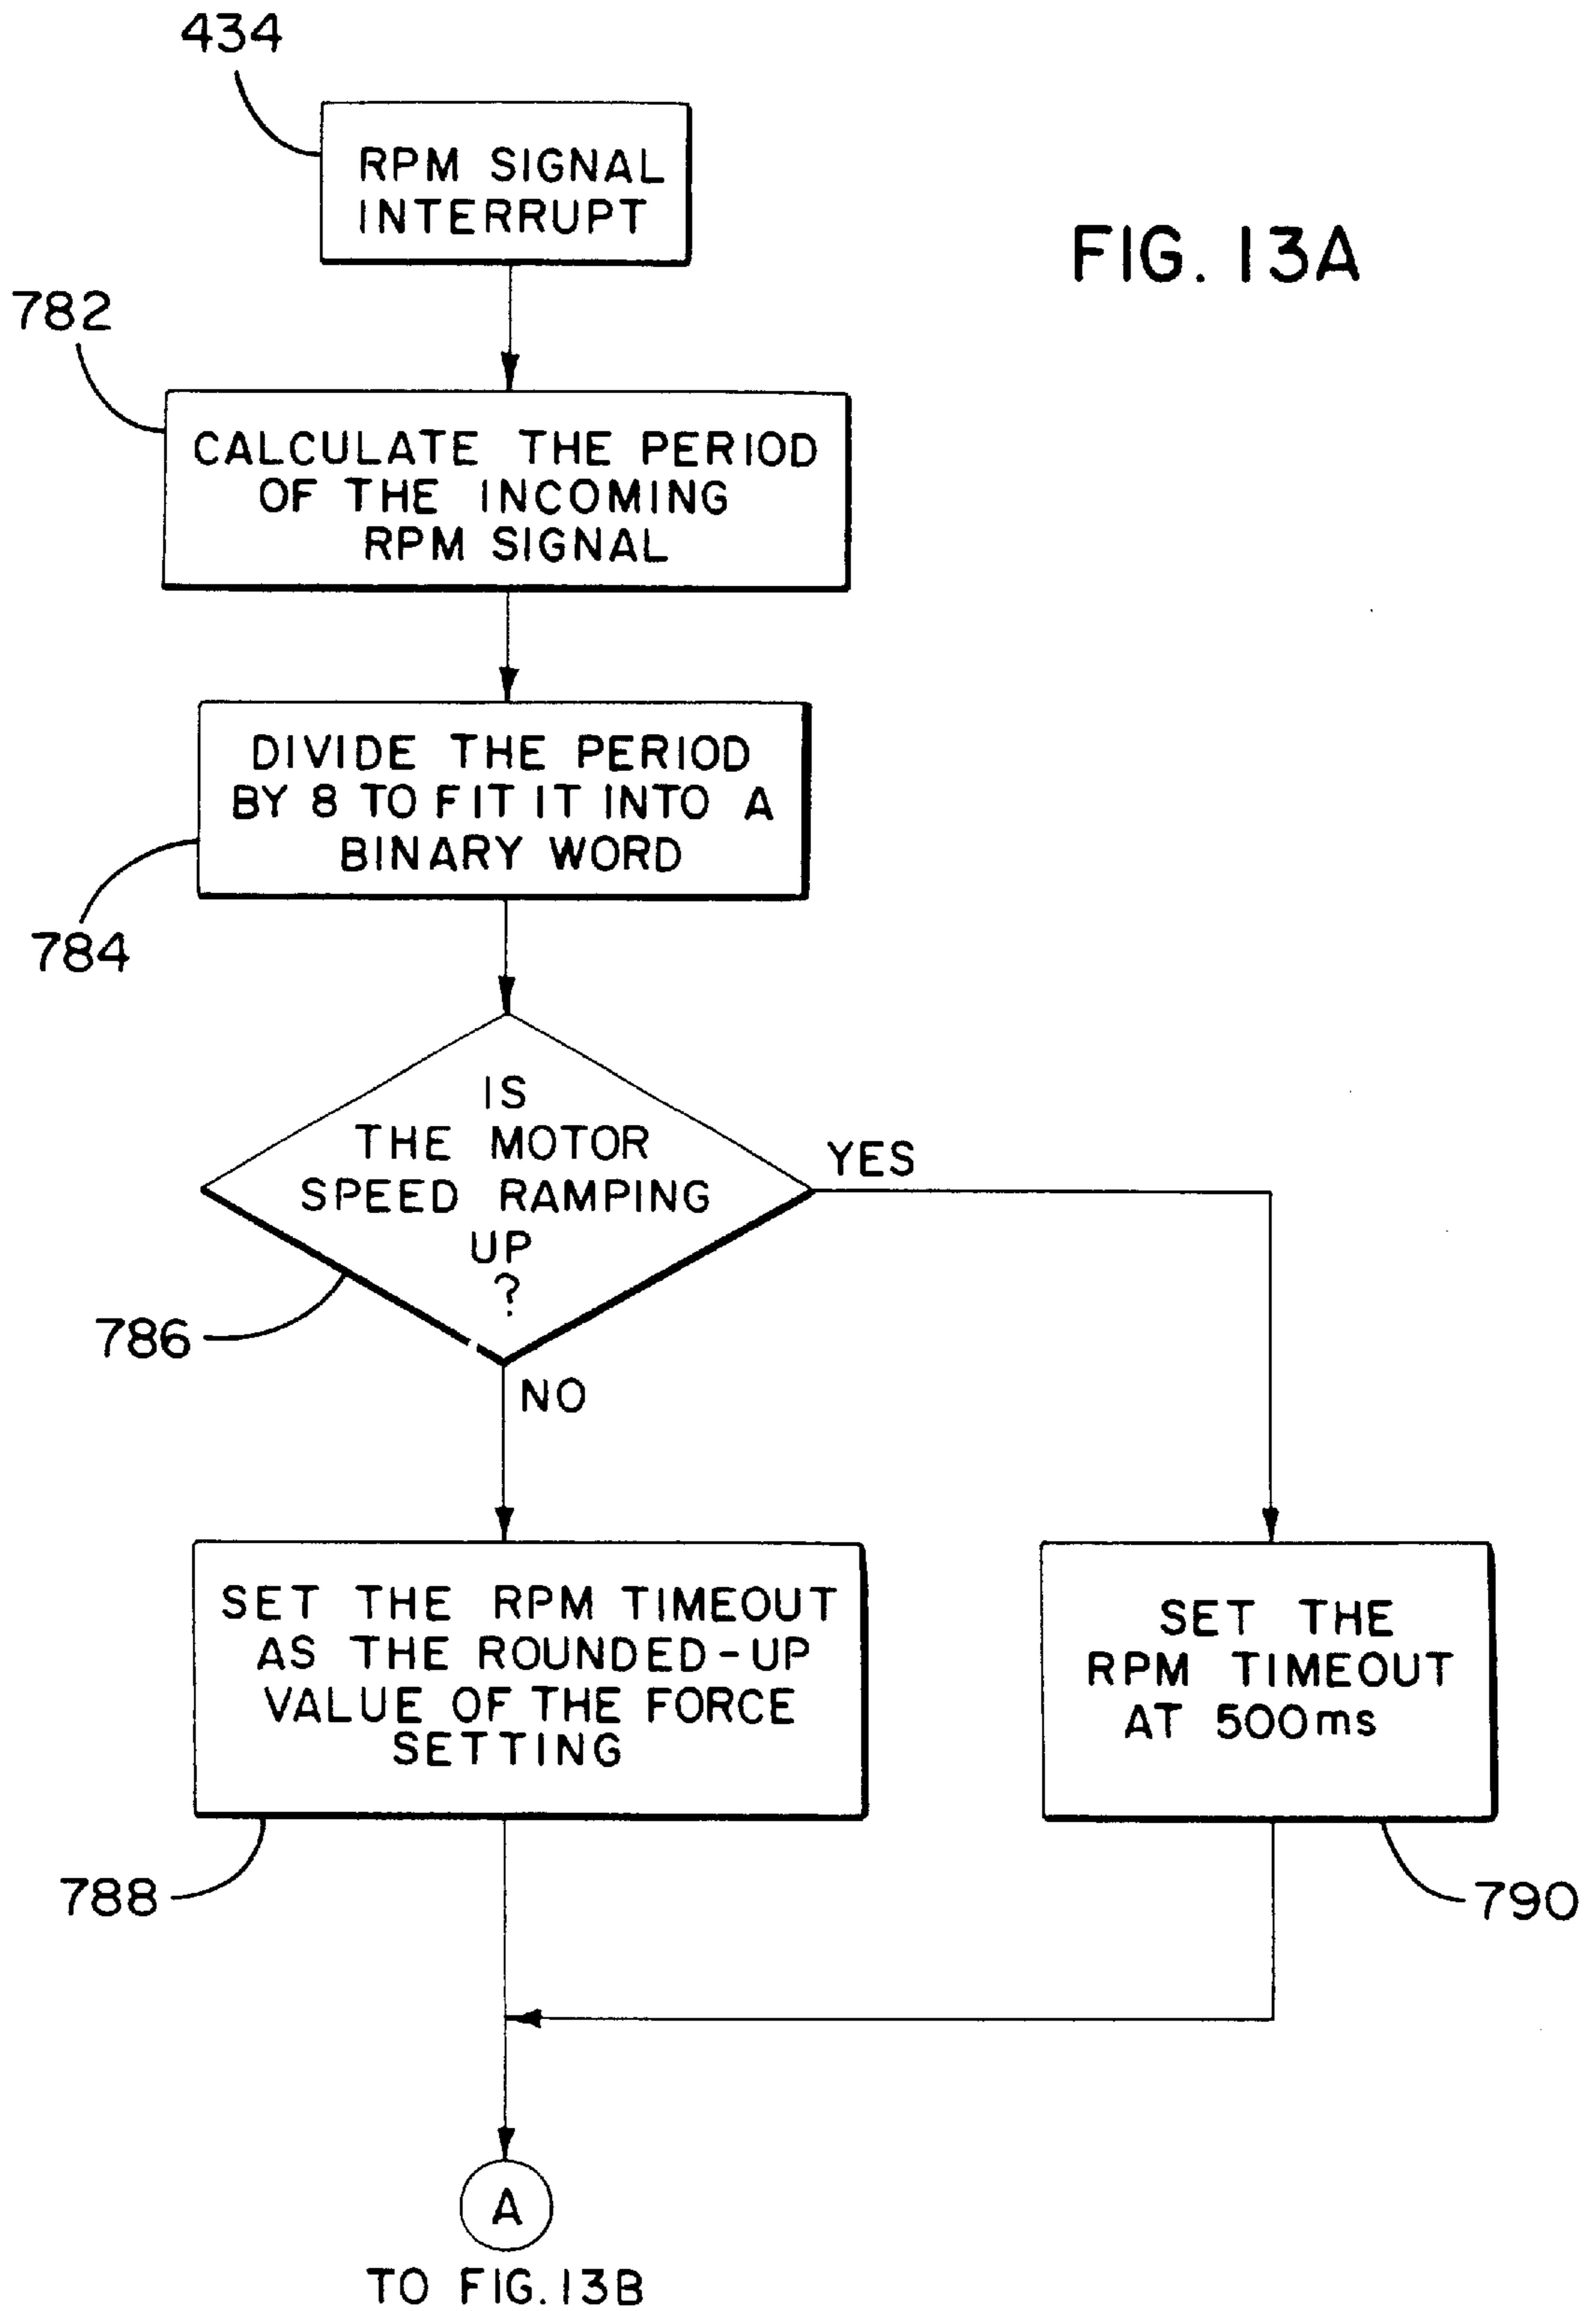 434
RPM SIGNAL
INTERRUPT
FIG. 13A
782
CALCULATE THE PERIOD
OF THE INCOMING
RPM SIGNAL
DIVIDE THE PERIOD
BY 8 TO FIT IT INTO A
BINARY WORD
784
IS
THE MOTOR
SPEED RAMPING
UP
?
YES
786
NO
SET THE RPM TIMEOUT
AS THE ROUNDED-UP
VALUE OF THE FORCE
SETTING
SET THE
RPM TIMEOUT
AT 500ms
788
790
A
TO FIG. 13B